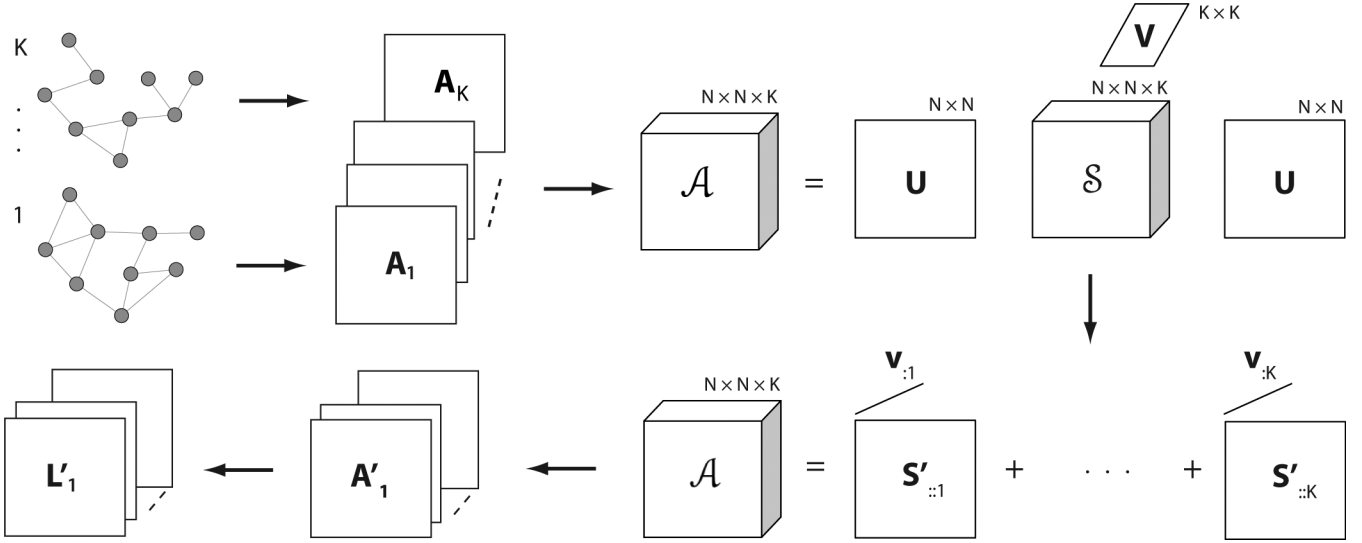 K
⋮
1
A_K
A_1
N × N × K
𝒜
=
N × N
U
K × K
V
N × N × K
𝒮
N × N
U
L′_1
A′_1
N × N × K
𝒜
=
v_:1
S′_::1
+
· · ·
+
v_:K
S′_::K